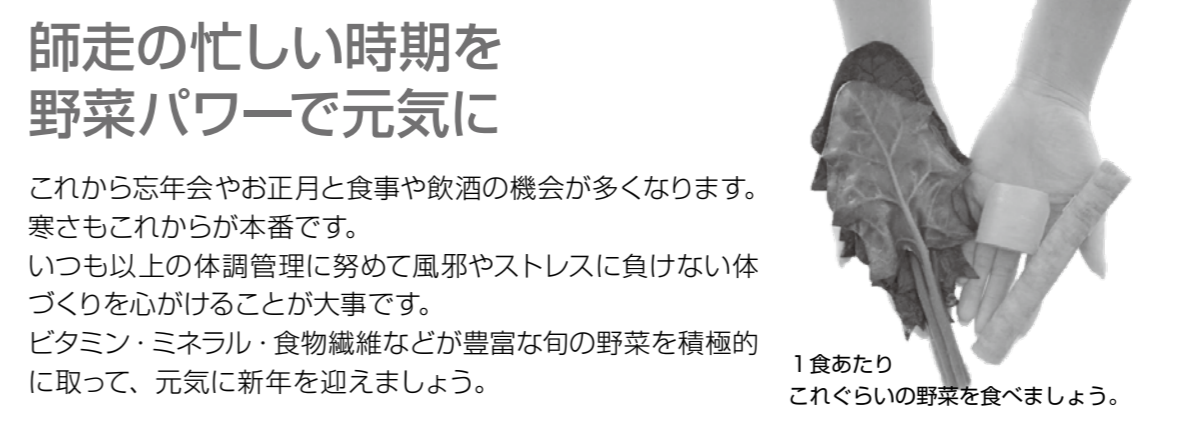 師走の忙しい時期を
野菜パワーで元気に
これから忘年会やお正月と食事や飲酒の機会が多くなります。
寒さもこれからが本番です。
いつも以上の体調管理に努めて風邪やストレスに負けない体
づくりを心がけることが大事です。
ビタミン・ミネラル・食物繊維などが豊富な旬の野菜を積極的
に取って、元気に新年を迎えましょう。
１食あたり
これぐらいの野菜を食べましょう。